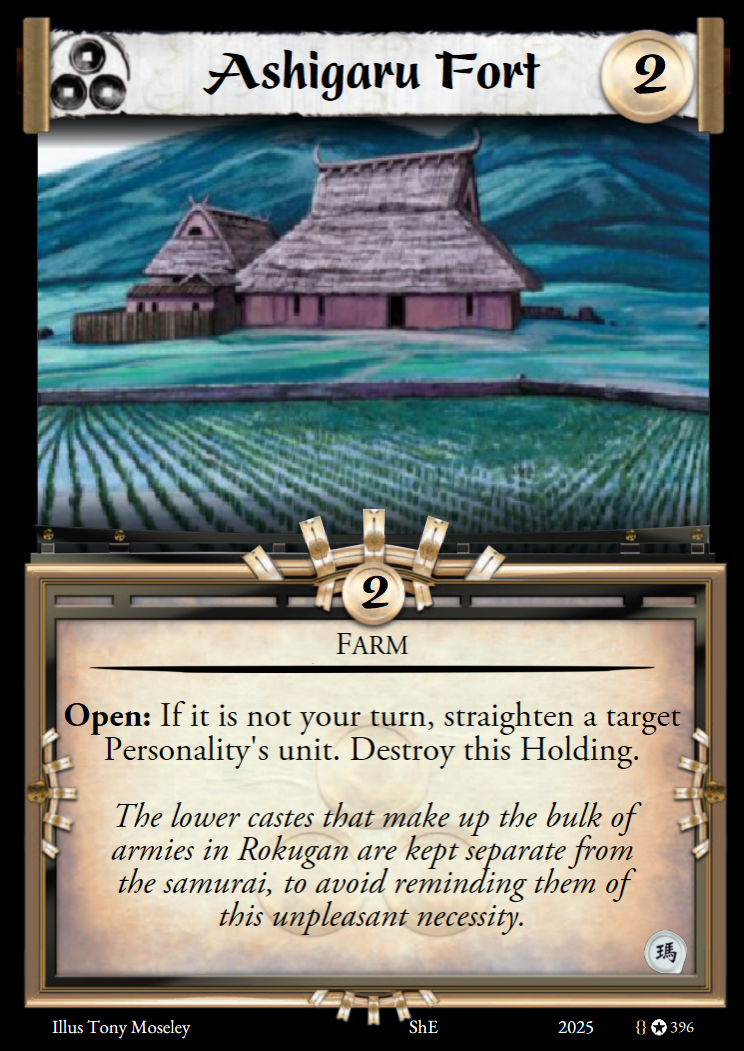 Ashigaru Fort
2
2
FARM
Open: If it is not your turn, straighten a target
Personality's unit. Destroy this Holding.
The lower castes that make up the bulk of
armies in Rokugan are kept separate from
the samurai, to avoid reminding them of
this unpleasant necessity.
瑪
Illus Tony Moseley ShE 2025 {} ✪ 396